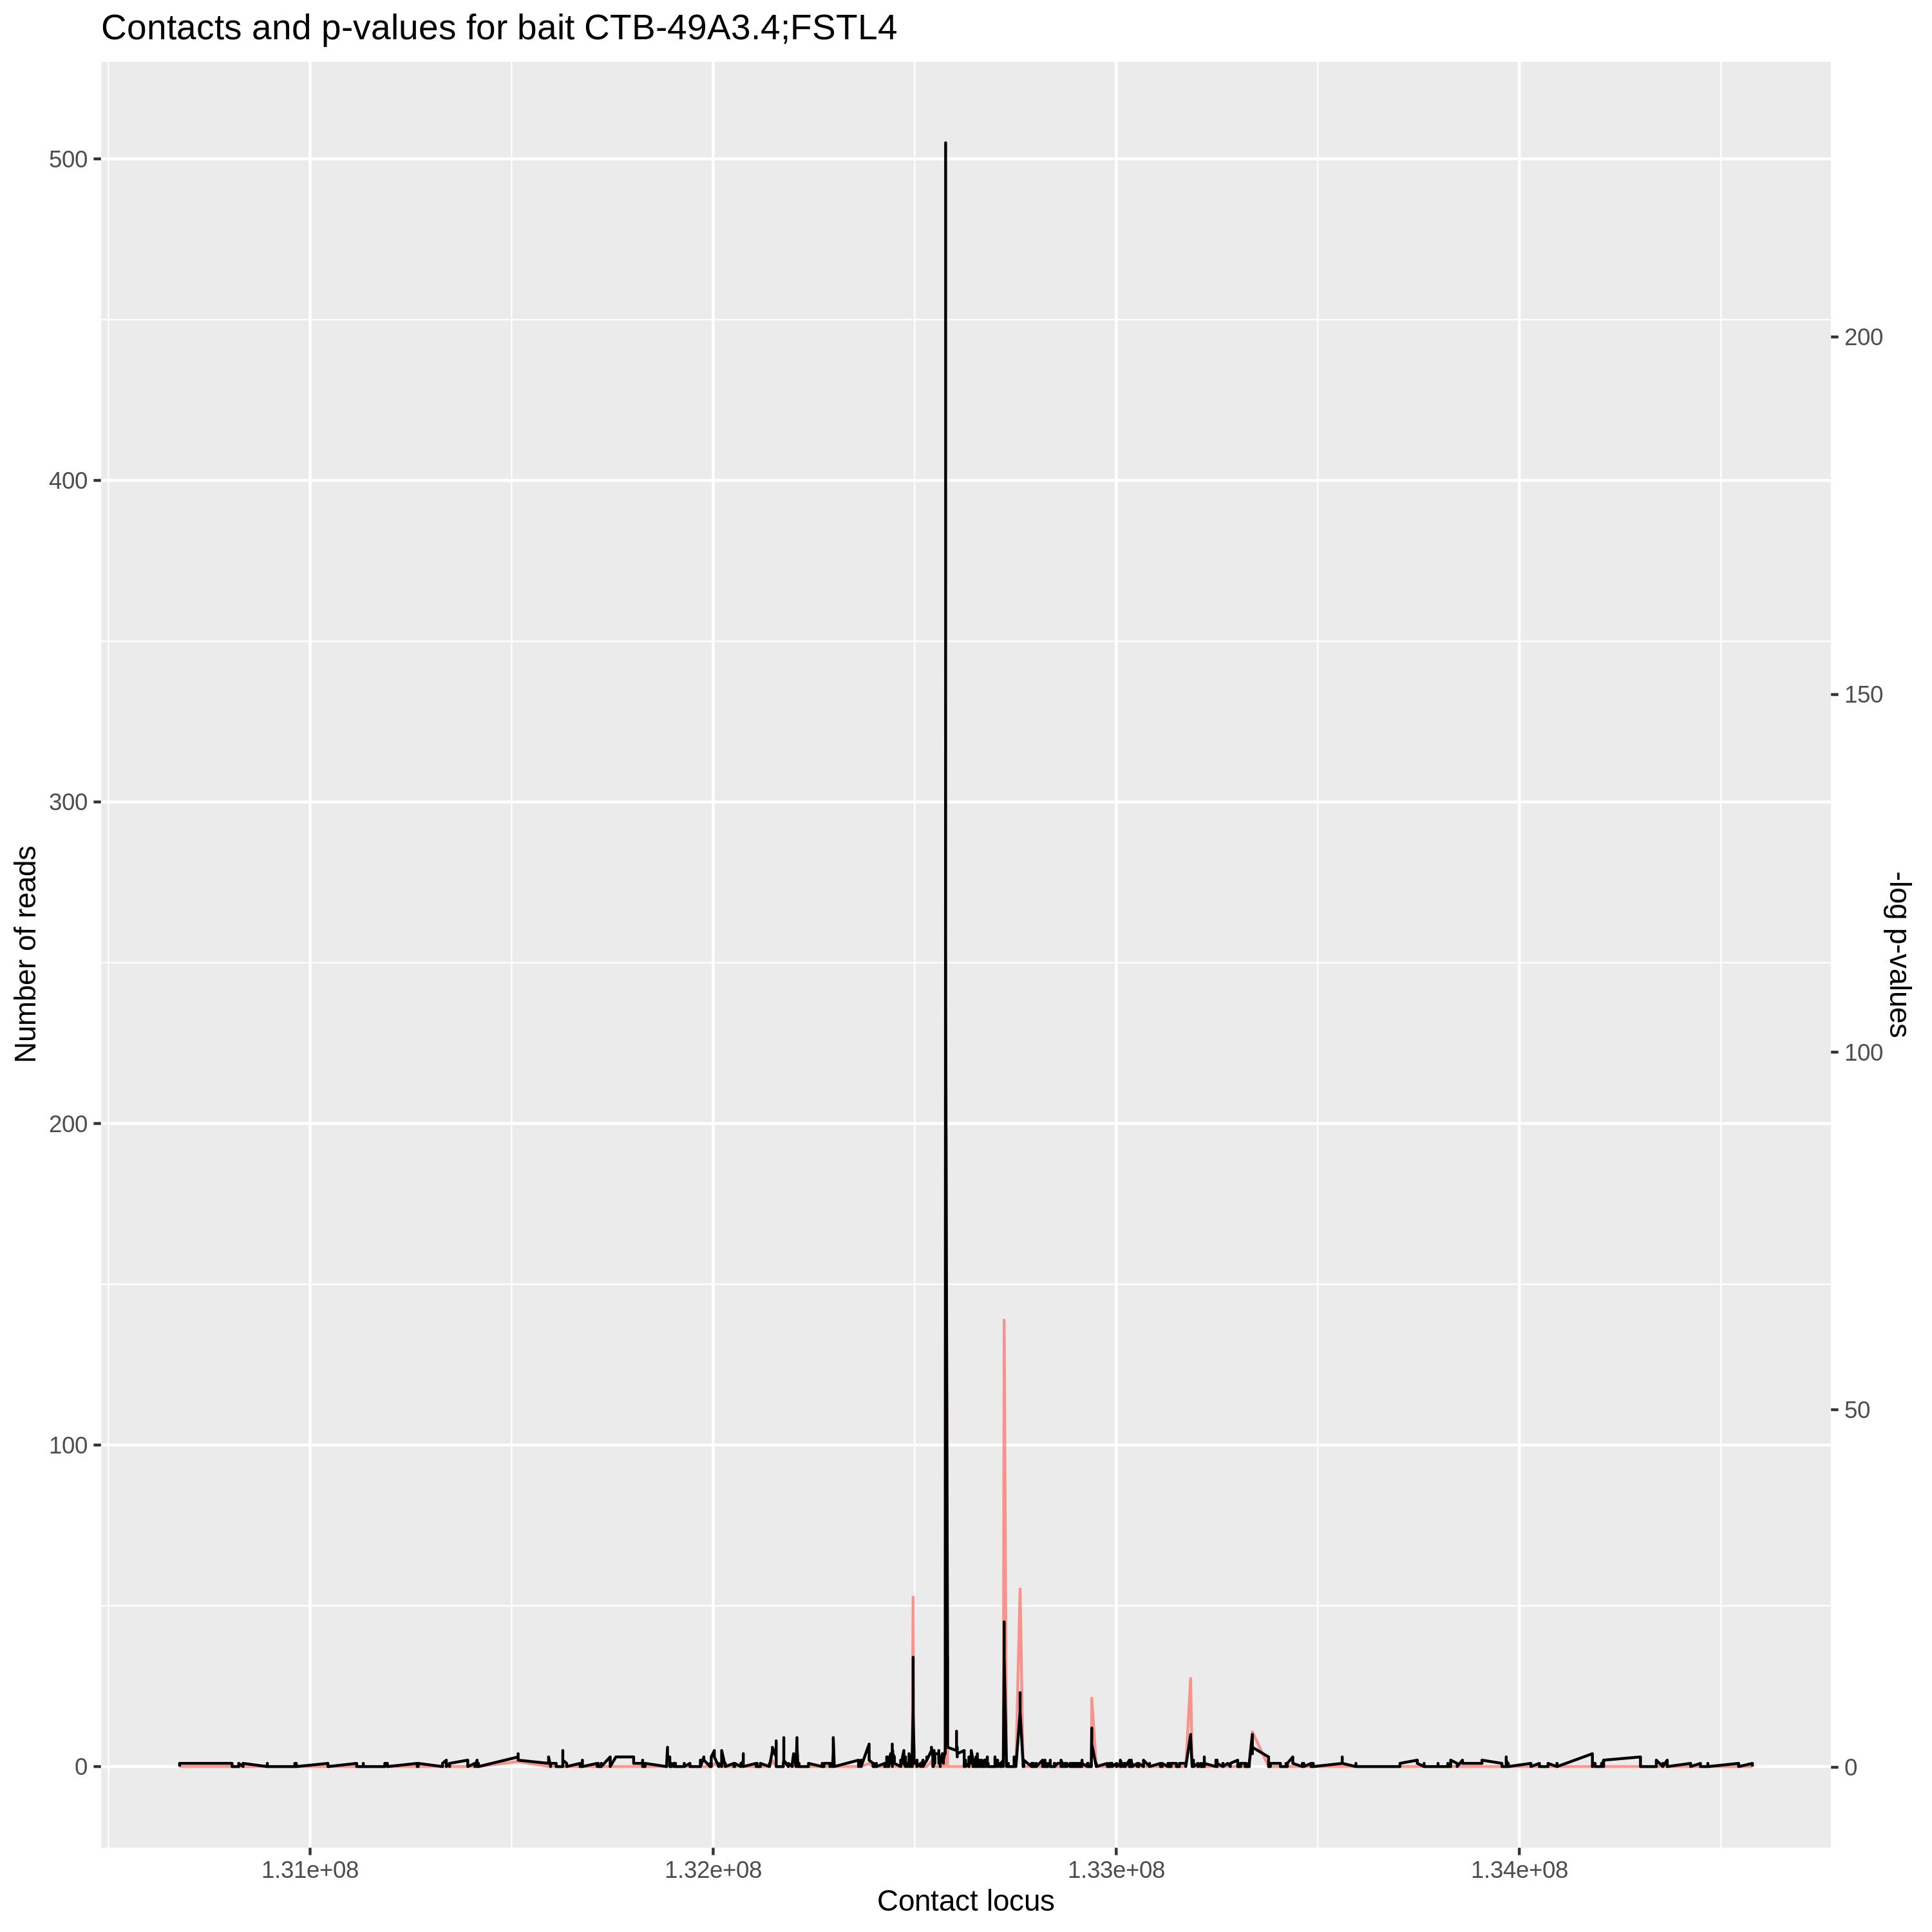 Contacts and p-values for bait CTB-49A3.4;FSTL4
500
400
300
200
100
0
Number of reads
200
150
100
50
0
-log p-values
1.31e+08
1.32e+08
1.33e+08
1.34e+08
Contact locus